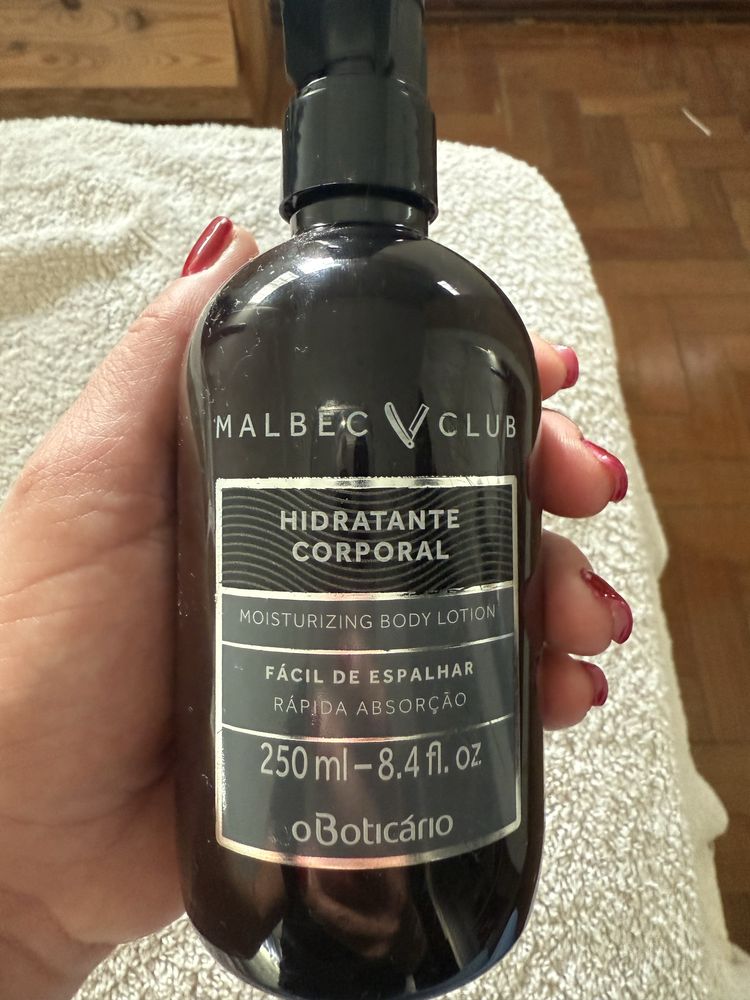 MALBEC CLUB
HIDRATANTE
CORPORAL
MOISTURIZING BODY LOTION
FÁCIL DE ESPALHAR
RÁPIDA ABSORÇÃO
250 ml – 8.4 fl. oz
oBoticário